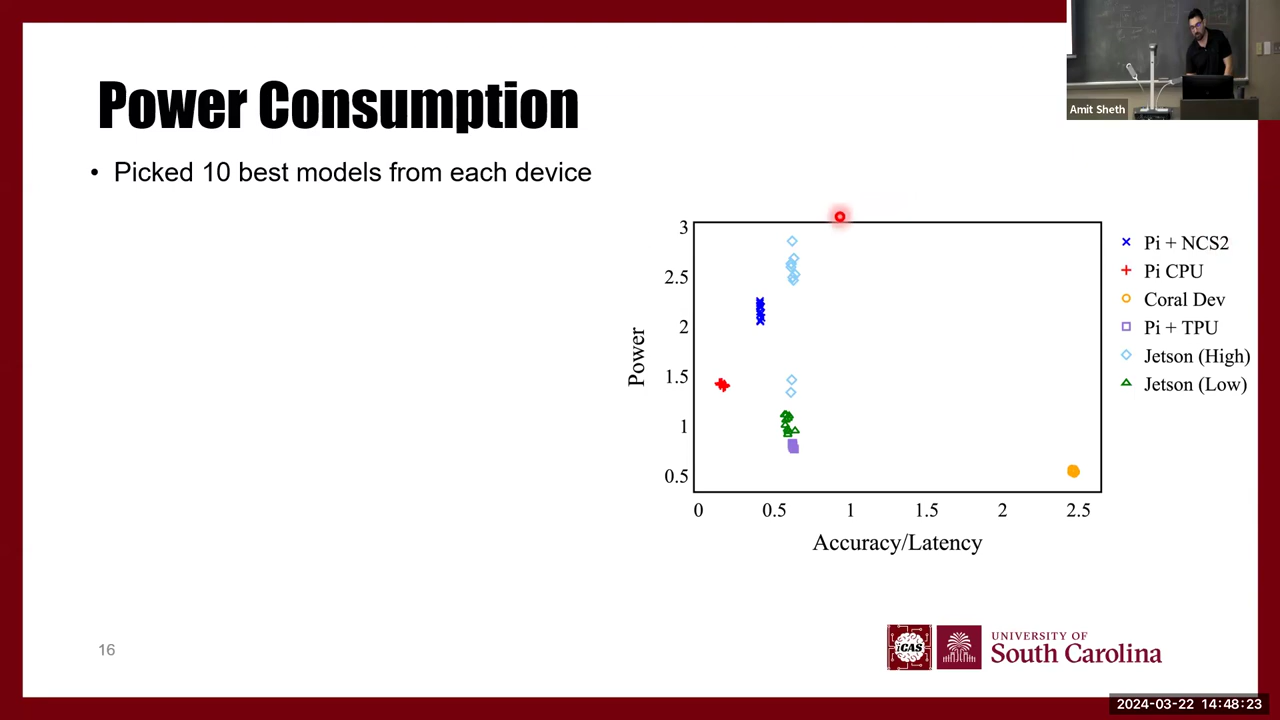 Power Consumption
• Picked 10 best models from each device
Amit Sheth
3
2.5
2
1.5
1
0.5
Power
0
0.5
1
1.5
2
2.5
Accuracy/Latency
Pi + NCS2
Pi CPU
Coral Dev
Pi + TPU
Jetson (High)
Jetson (Low)
16
iCAS
UNIVERSITY OF
South Carolina
2024-03-22 14:48:23